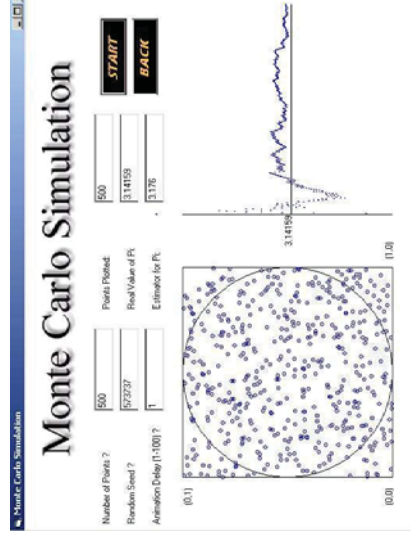 Monte Carlo Simulation
Monte Carlo Simulation
Number of Points ? 500 Points Plotted: 500 START
Random Seed ? 573737 Real Value of Pi: 3.14159 BACK
Animation Delay [1-100] ? 1 Estimator for Pi: 3.176
(0,1)
3.14159
(0,0) (1,0)